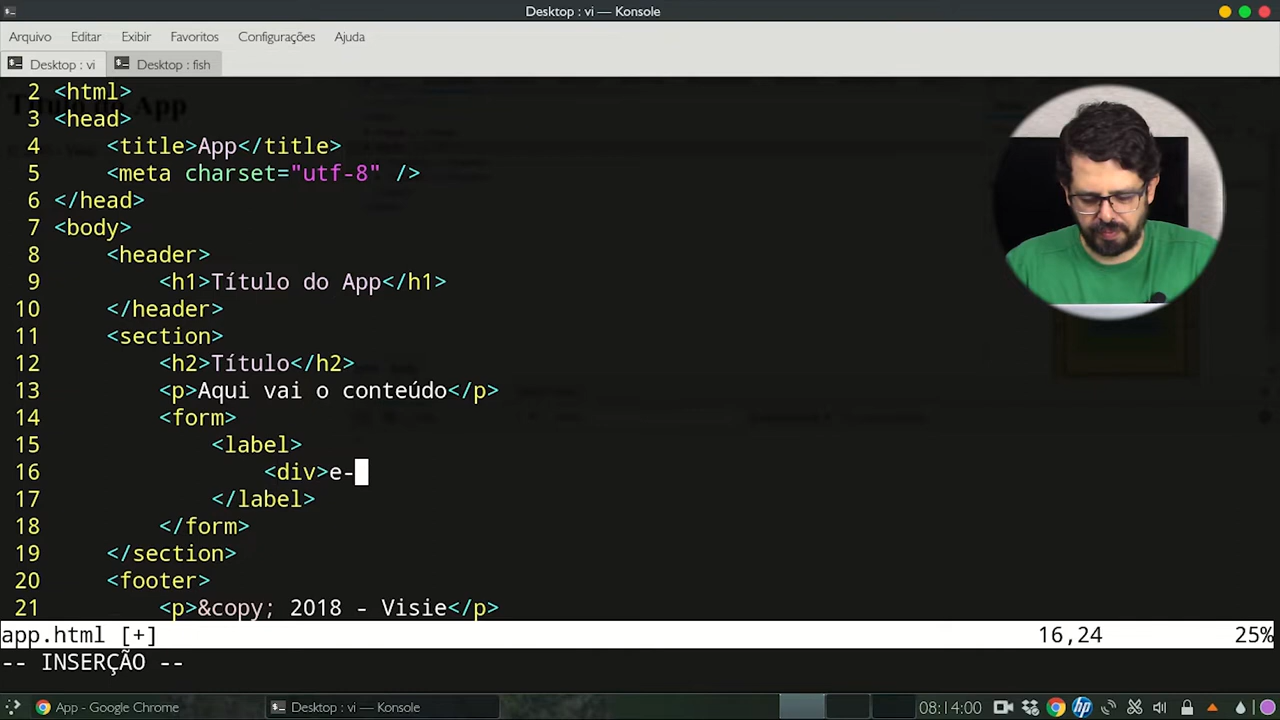 Desktop : vi — Konsole
Arquivo Editar Exibir Favoritos Configurações Ajuda
Desktop : vi Desktop : fish
2 <html>
3 <head>
4 <title>App</title>
5 <meta charset="utf-8" />
6 </head>
7 <body>
8 <header>
9 <h1>Título do App</h1>
10 </header>
11 <section>
12 <h2>Título</h2>
13 <p>Aqui vai o conteúdo</p>
14 <form>
15 <label>
16 <div>e-
17 </label>
18 </form>
19 </section>
20 <footer>
21 <p>&copy; 2018 - Visie</p>
app.html [+] 16,24 25%
-- INSERÇÃO --
App - Google Chrome Desktop : vi — Konsole 08:14:00